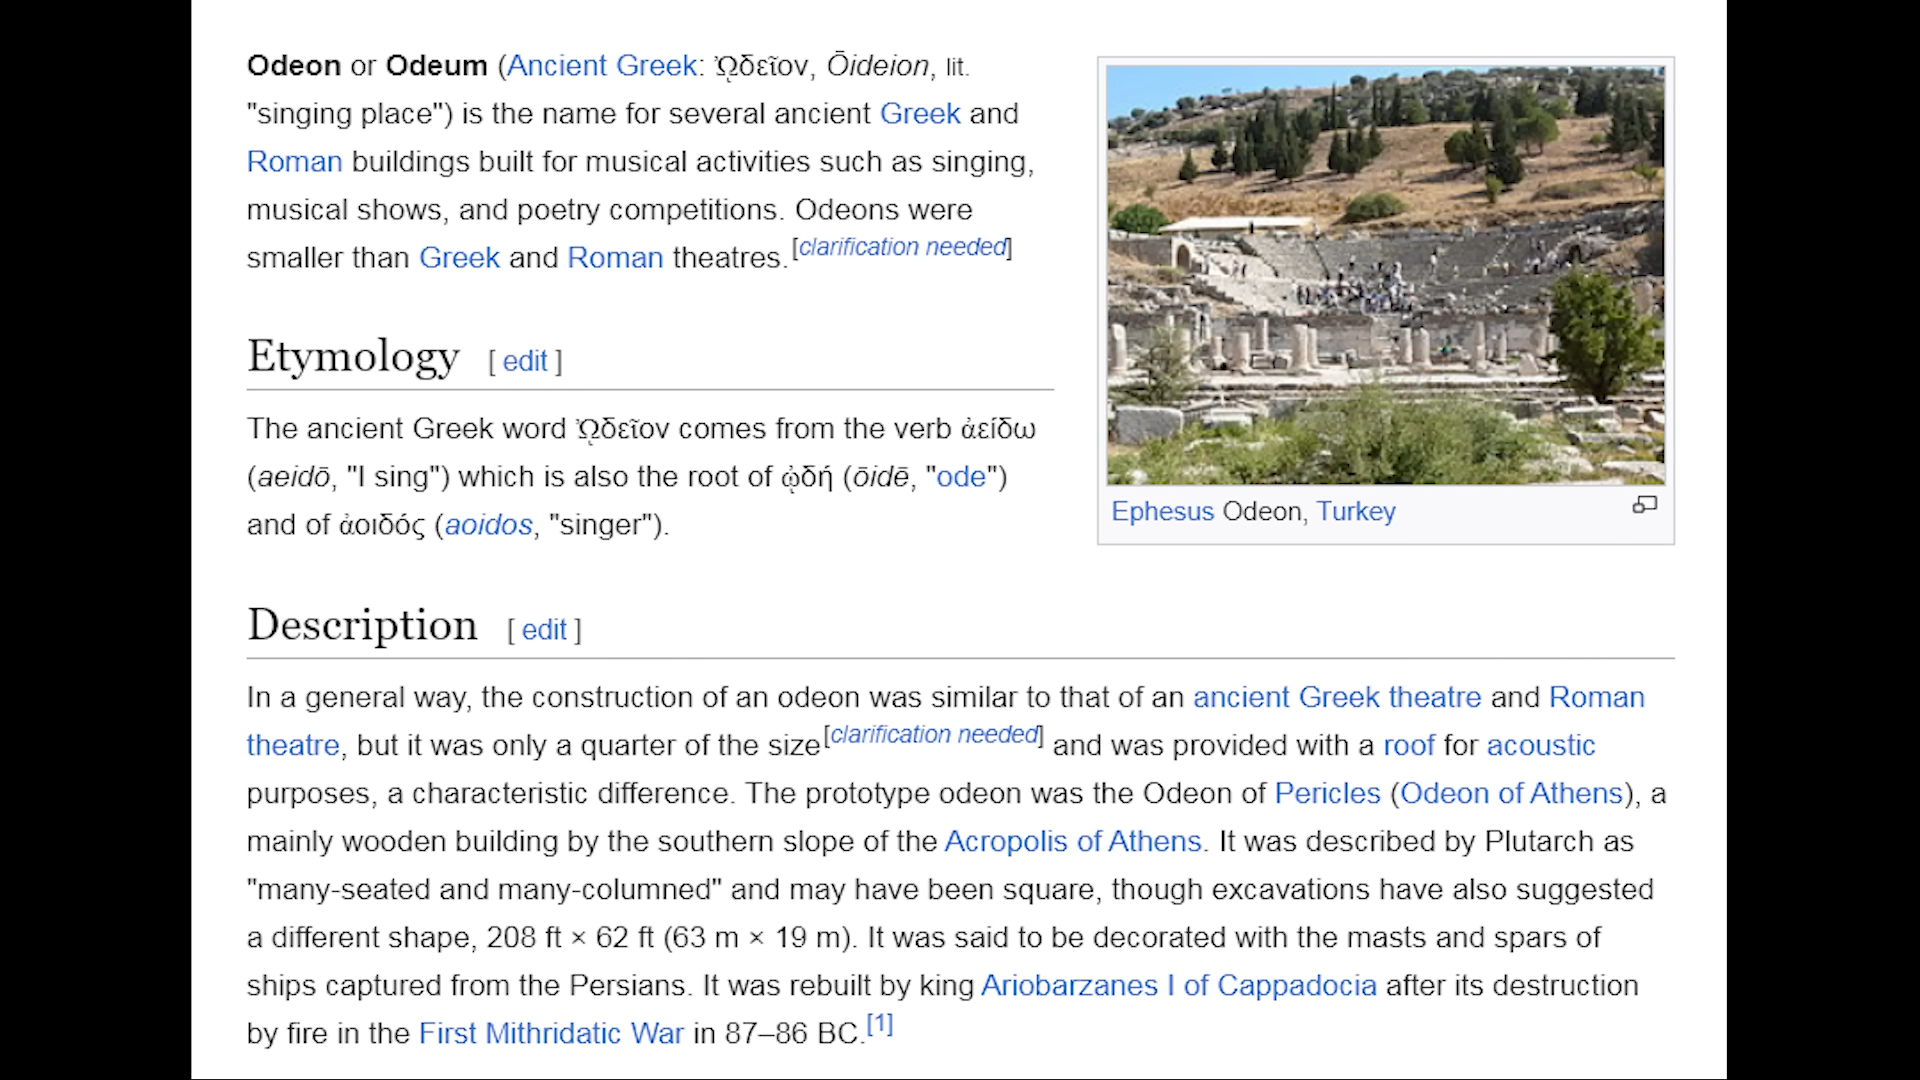 Odeon or Odeum (Ancient Greek: ᾨδεῖον, Ōideion, lit.
"singing place") is the name for several ancient Greek and
Roman buildings built for musical activities such as singing,
musical shows, and poetry competitions. Odeons were
smaller than Greek and Roman theatres.[clarification needed]
Ephesus Odeon, Turkey
Etymology [ edit ]
The ancient Greek word ᾨδεῖον comes from the verb ἀείδω
(aeidō, "I sing") which is also the root of ᾠδή (ōidē, "ode")
and of ἀοιδός (aoidos, "singer").
Description [ edit ]
In a general way, the construction of an odeon was similar to that of an ancient Greek theatre and Roman
theatre, but it was only a quarter of the size[clarification needed] and was provided with a roof for acoustic
purposes, a characteristic difference. The prototype odeon was the Odeon of Pericles (Odeon of Athens), a
mainly wooden building by the southern slope of the Acropolis of Athens. It was described by Plutarch as
"many-seated and many-columned" and may have been square, though excavations have also suggested
a different shape, 208 ft × 62 ft (63 m × 19 m). It was said to be decorated with the masts and spars of
ships captured from the Persians. It was rebuilt by king Ariobarzanes I of Cappadocia after its destruction
by fire in the First Mithridatic War in 87–86 BC.[1]